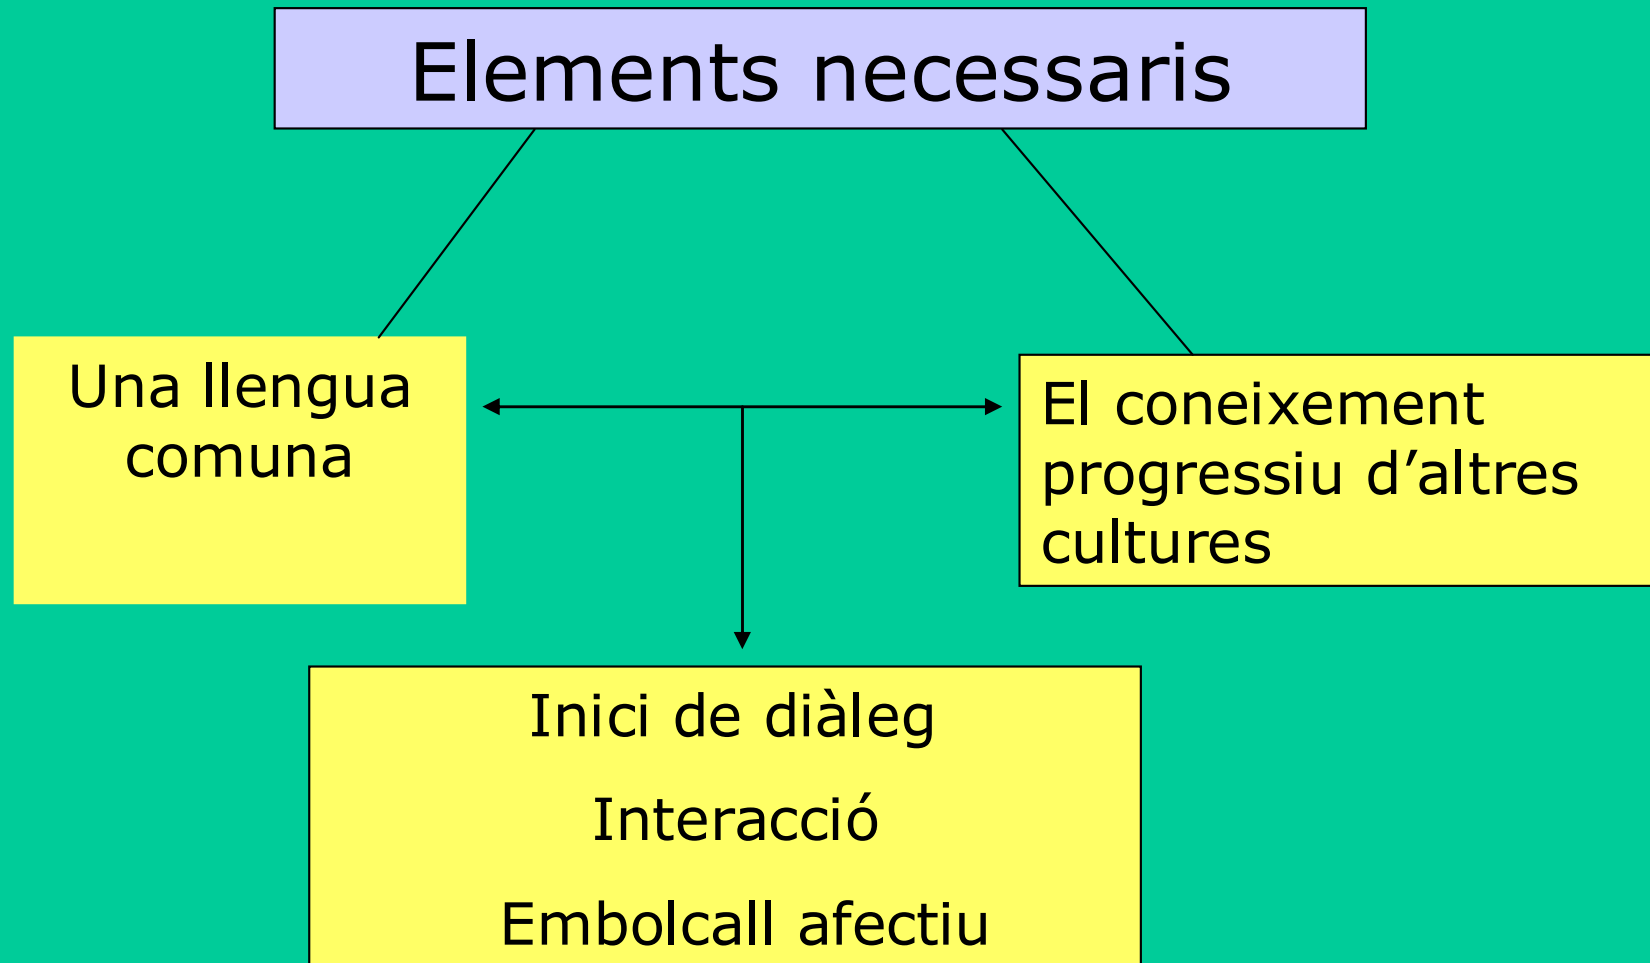 Elements necessaris
Una llengua
comuna
El coneixement
progressiu d’altres
cultures
Inici de diàleg
Interacció
Embolcall afectiu